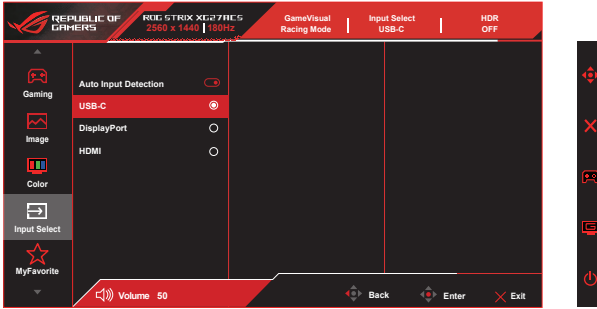 REPUBLIC OF
GAMERS
ROG STRIX XG27ACS
2560 x 1440 180Hz
GameVisual
Racing Mode
Input Select
USB-C
HDR
OFF
Gaming
Image
Color
Input Select
MyFavorite
Auto Input Detection
USB-C
DisplayPort
HDMI
Volume 50
Back
Enter
Exit